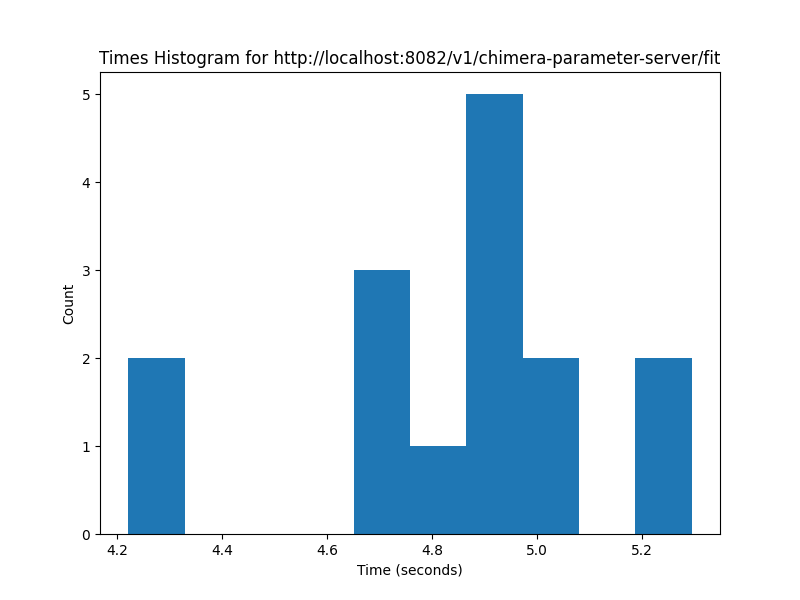 Times Histogram for http://localhost:8082/v1/chimera-parameter-server/fit
5
4
3
2
1
0
Count
4.2 4.4 4.6 4.8 5.0 5.2
Time (seconds)